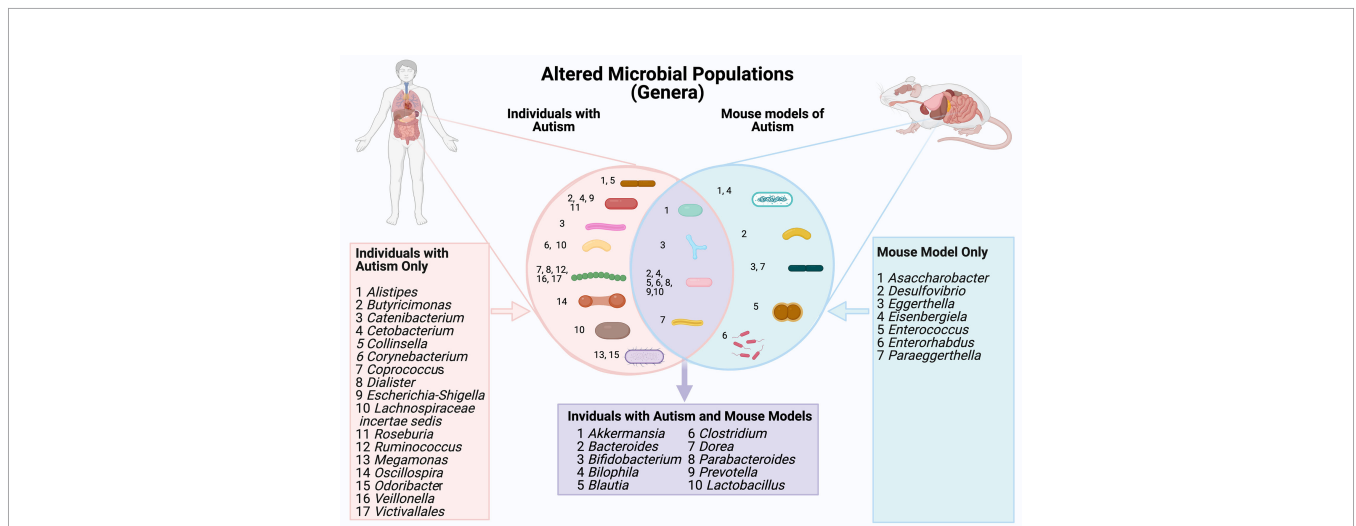 Altered Microbial Populations
(Genera)
Individuals with
Autism
Mouse models of
Autism
1, 5
2, 4, 9
11
3
6, 10
7, 8, 12,
16, 17
14
10
13, 15
1
3
2, 4,
5, 6, 8,
9,10
7
1, 4
2
3, 7
5
6
Individuals with
Autism Only
1 Alistipes
2 Butyricimonas
3 Catenibacterium
4 Cetobacterium
5 Collinsella
6 Corynebacterium
7 Coprococcus
8 Dialister
9 Escherichia-Shigella
10 Lachnospiraceae
incertae sedis
11 Roseburia
12 Ruminococcus
13 Megamonas
14 Oscillospira
15 Odoribacter
16 Veillonella
17 Victivallales
Inviduals with Autism and Mouse Models
1 Akkermansia
2 Bacteroides
3 Bifidobacterium
4 Bilophila
5 Blautia
6 Clostridium
7 Dorea
8 Parabacteroides
9 Prevotella
10 Lactobacillus
Mouse Model Only
1 Asaccharobacter
2 Desulfovibrio
3 Eggerthella
4 Eisenbergiela
5 Enterococcus
6 Enterorhabdus
7 Paraeggerthella